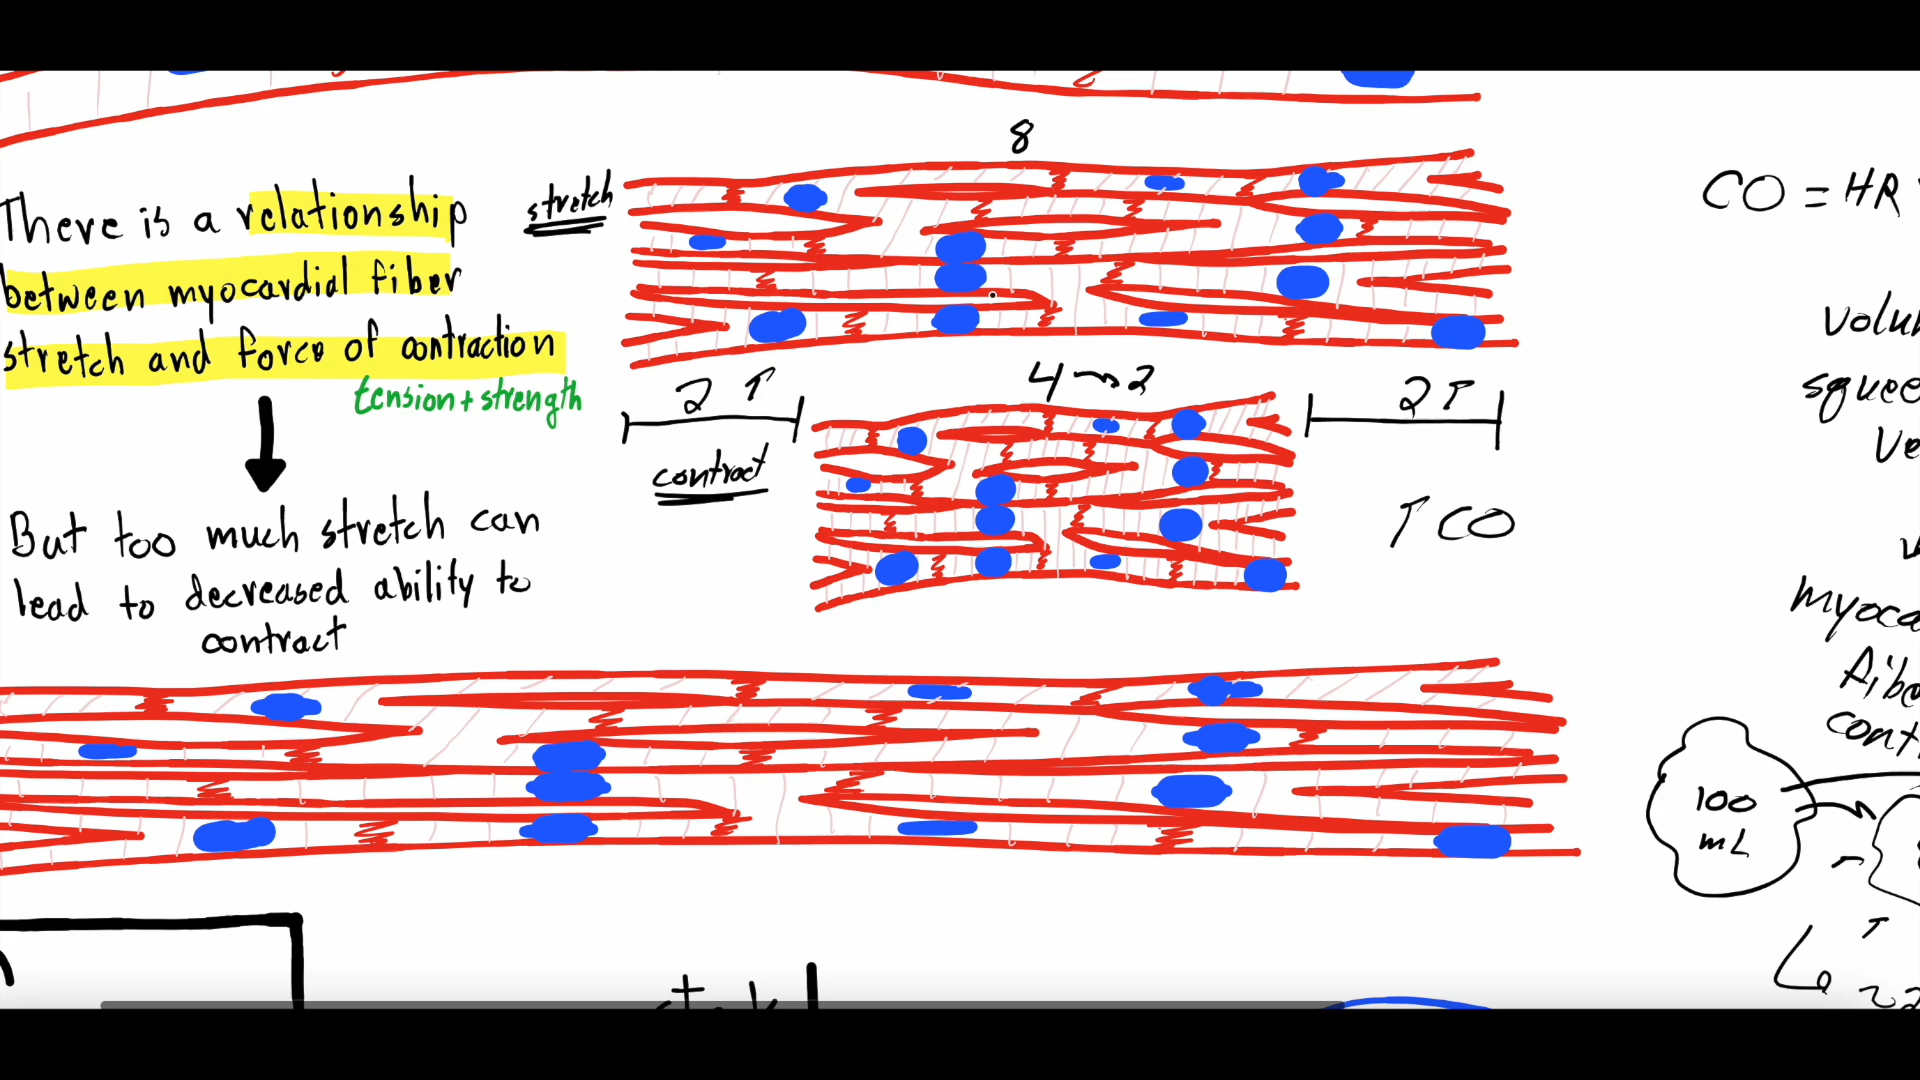 There is a relationship
between myocardial fiber
stretch and force of contraction
tension + strength
But too much stretch can
lead to decreased ability to
contract
stretch
8
2 ↑
4 → 2
2 ↑
contract
↑ CO
CO = HR
100
mL